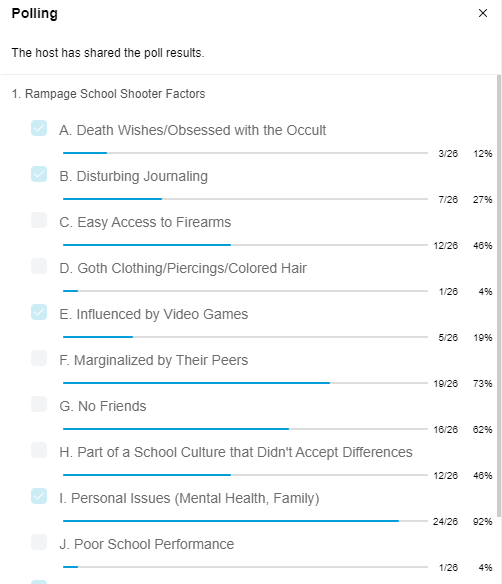 Polling
The host has shared the poll results.
1. Rampage School Shooter Factors
A. Death Wishes/Obsessed with the Occult
3/26 12%
B. Disturbing Journaling
7/26 27%
C. Easy Access to Firearms
12/26 46%
D. Goth Clothing/Piercings/Colored Hair
1/26 4%
E. Influenced by Video Games
5/26 19%
F. Marginalized by Their Peers
19/26 73%
G. No Friends
16/26 62%
H. Part of a School Culture that Didn't Accept Differences
12/26 46%
I. Personal Issues (Mental Health, Family)
24/26 92%
J. Poor School Performance
1/26 4%